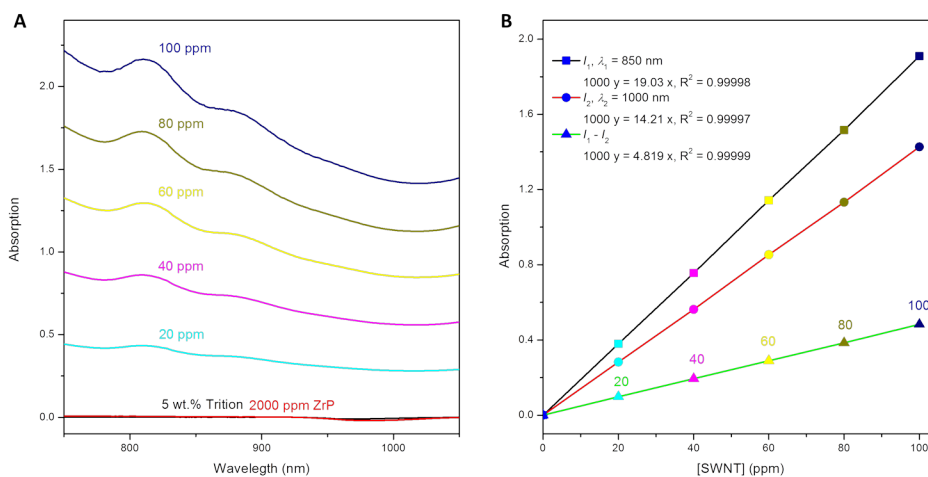 A
100 ppm
80 ppm
60 ppm
40 ppm
20 ppm
5 wt.% Trition 2000 ppm ZrP
2.0
1.5
1.0
0.5
0.0
Absorption
800 900 1000
Wavelegth (nm)
B
I₁, λ₁ = 850 nm
1000 y = 19.03 x, R² = 0.99998
I₂, λ₂ = 1000 nm
1000 y = 14.21 x, R² = 0.99997
I₁ - I₂
1000 y = 4.819 x, R² = 0.99999
20
40
60
80
100
2.0
1.6
1.2
0.8
0.4
0.0
Absorption
0 20 40 60 80 100
[SWNT] (ppm)